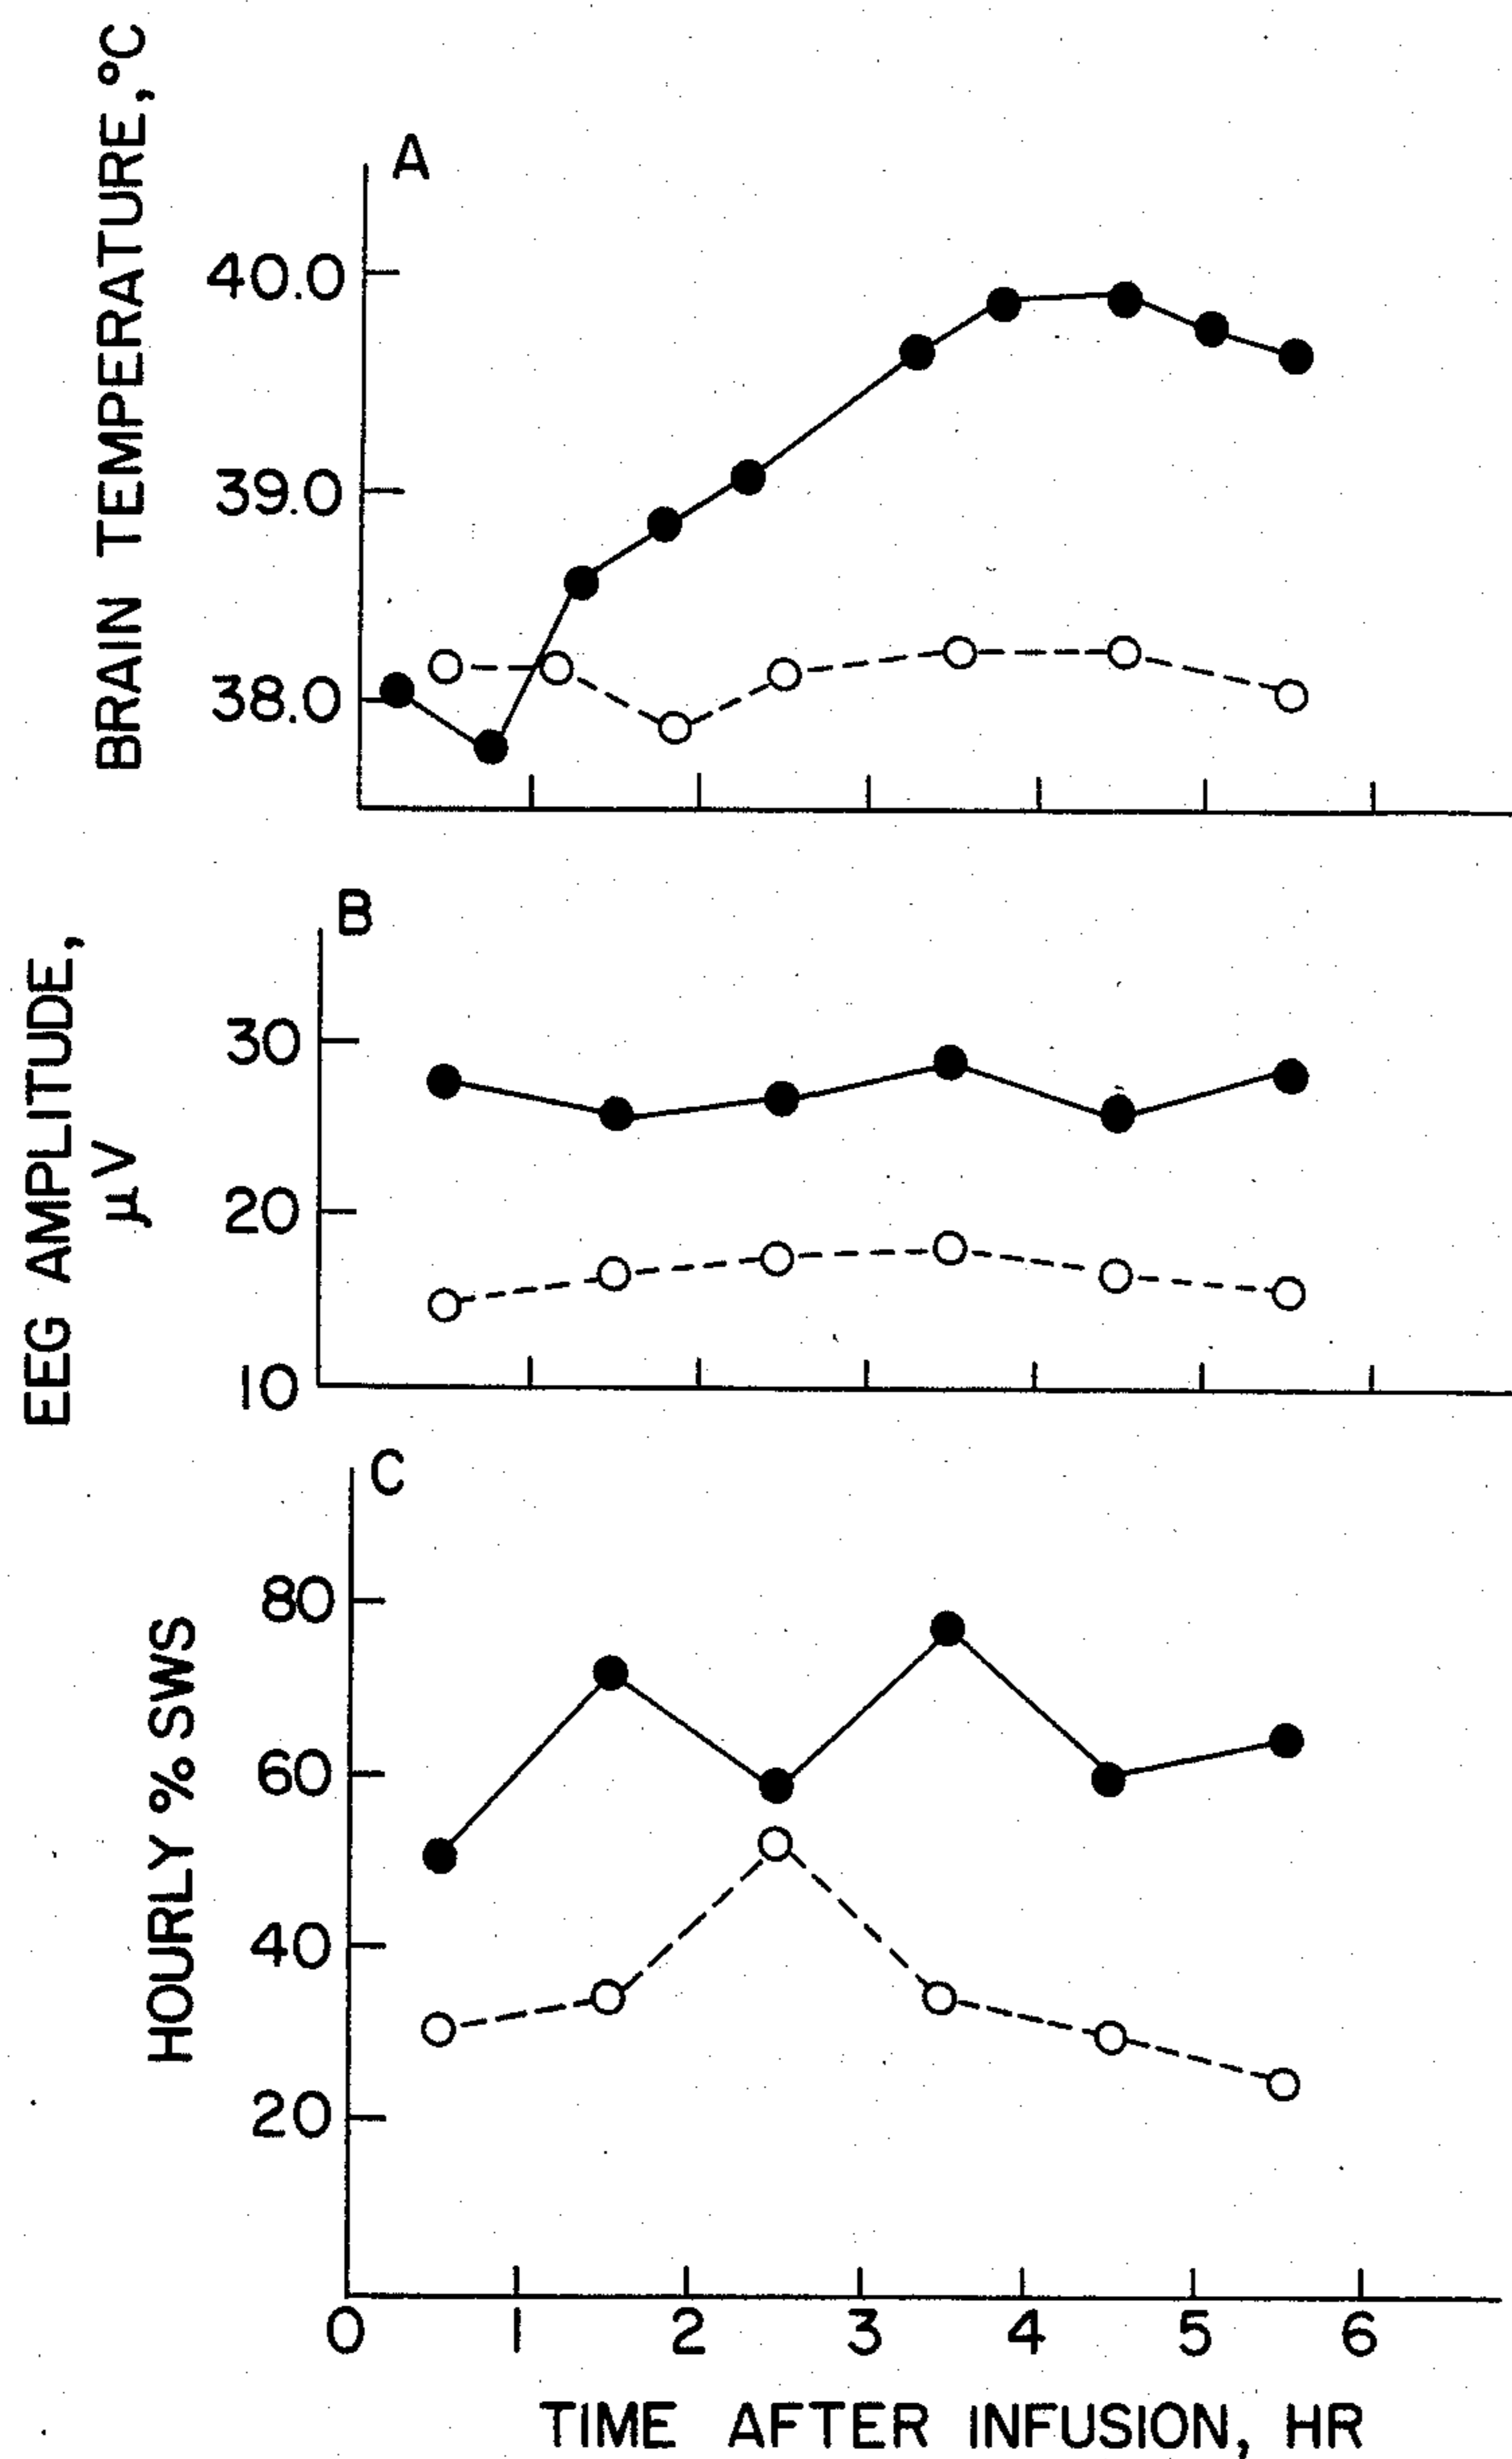 A
BRAIN TEMPERATURE,°C
40.0
39.0
38.0
B
EEG AMPLITUDE,
μV
30
20
10
C
HOURLY % SWS
80
60
40
20
0 1 2 3 4 5 6
TIME AFTER INFUSION, HR